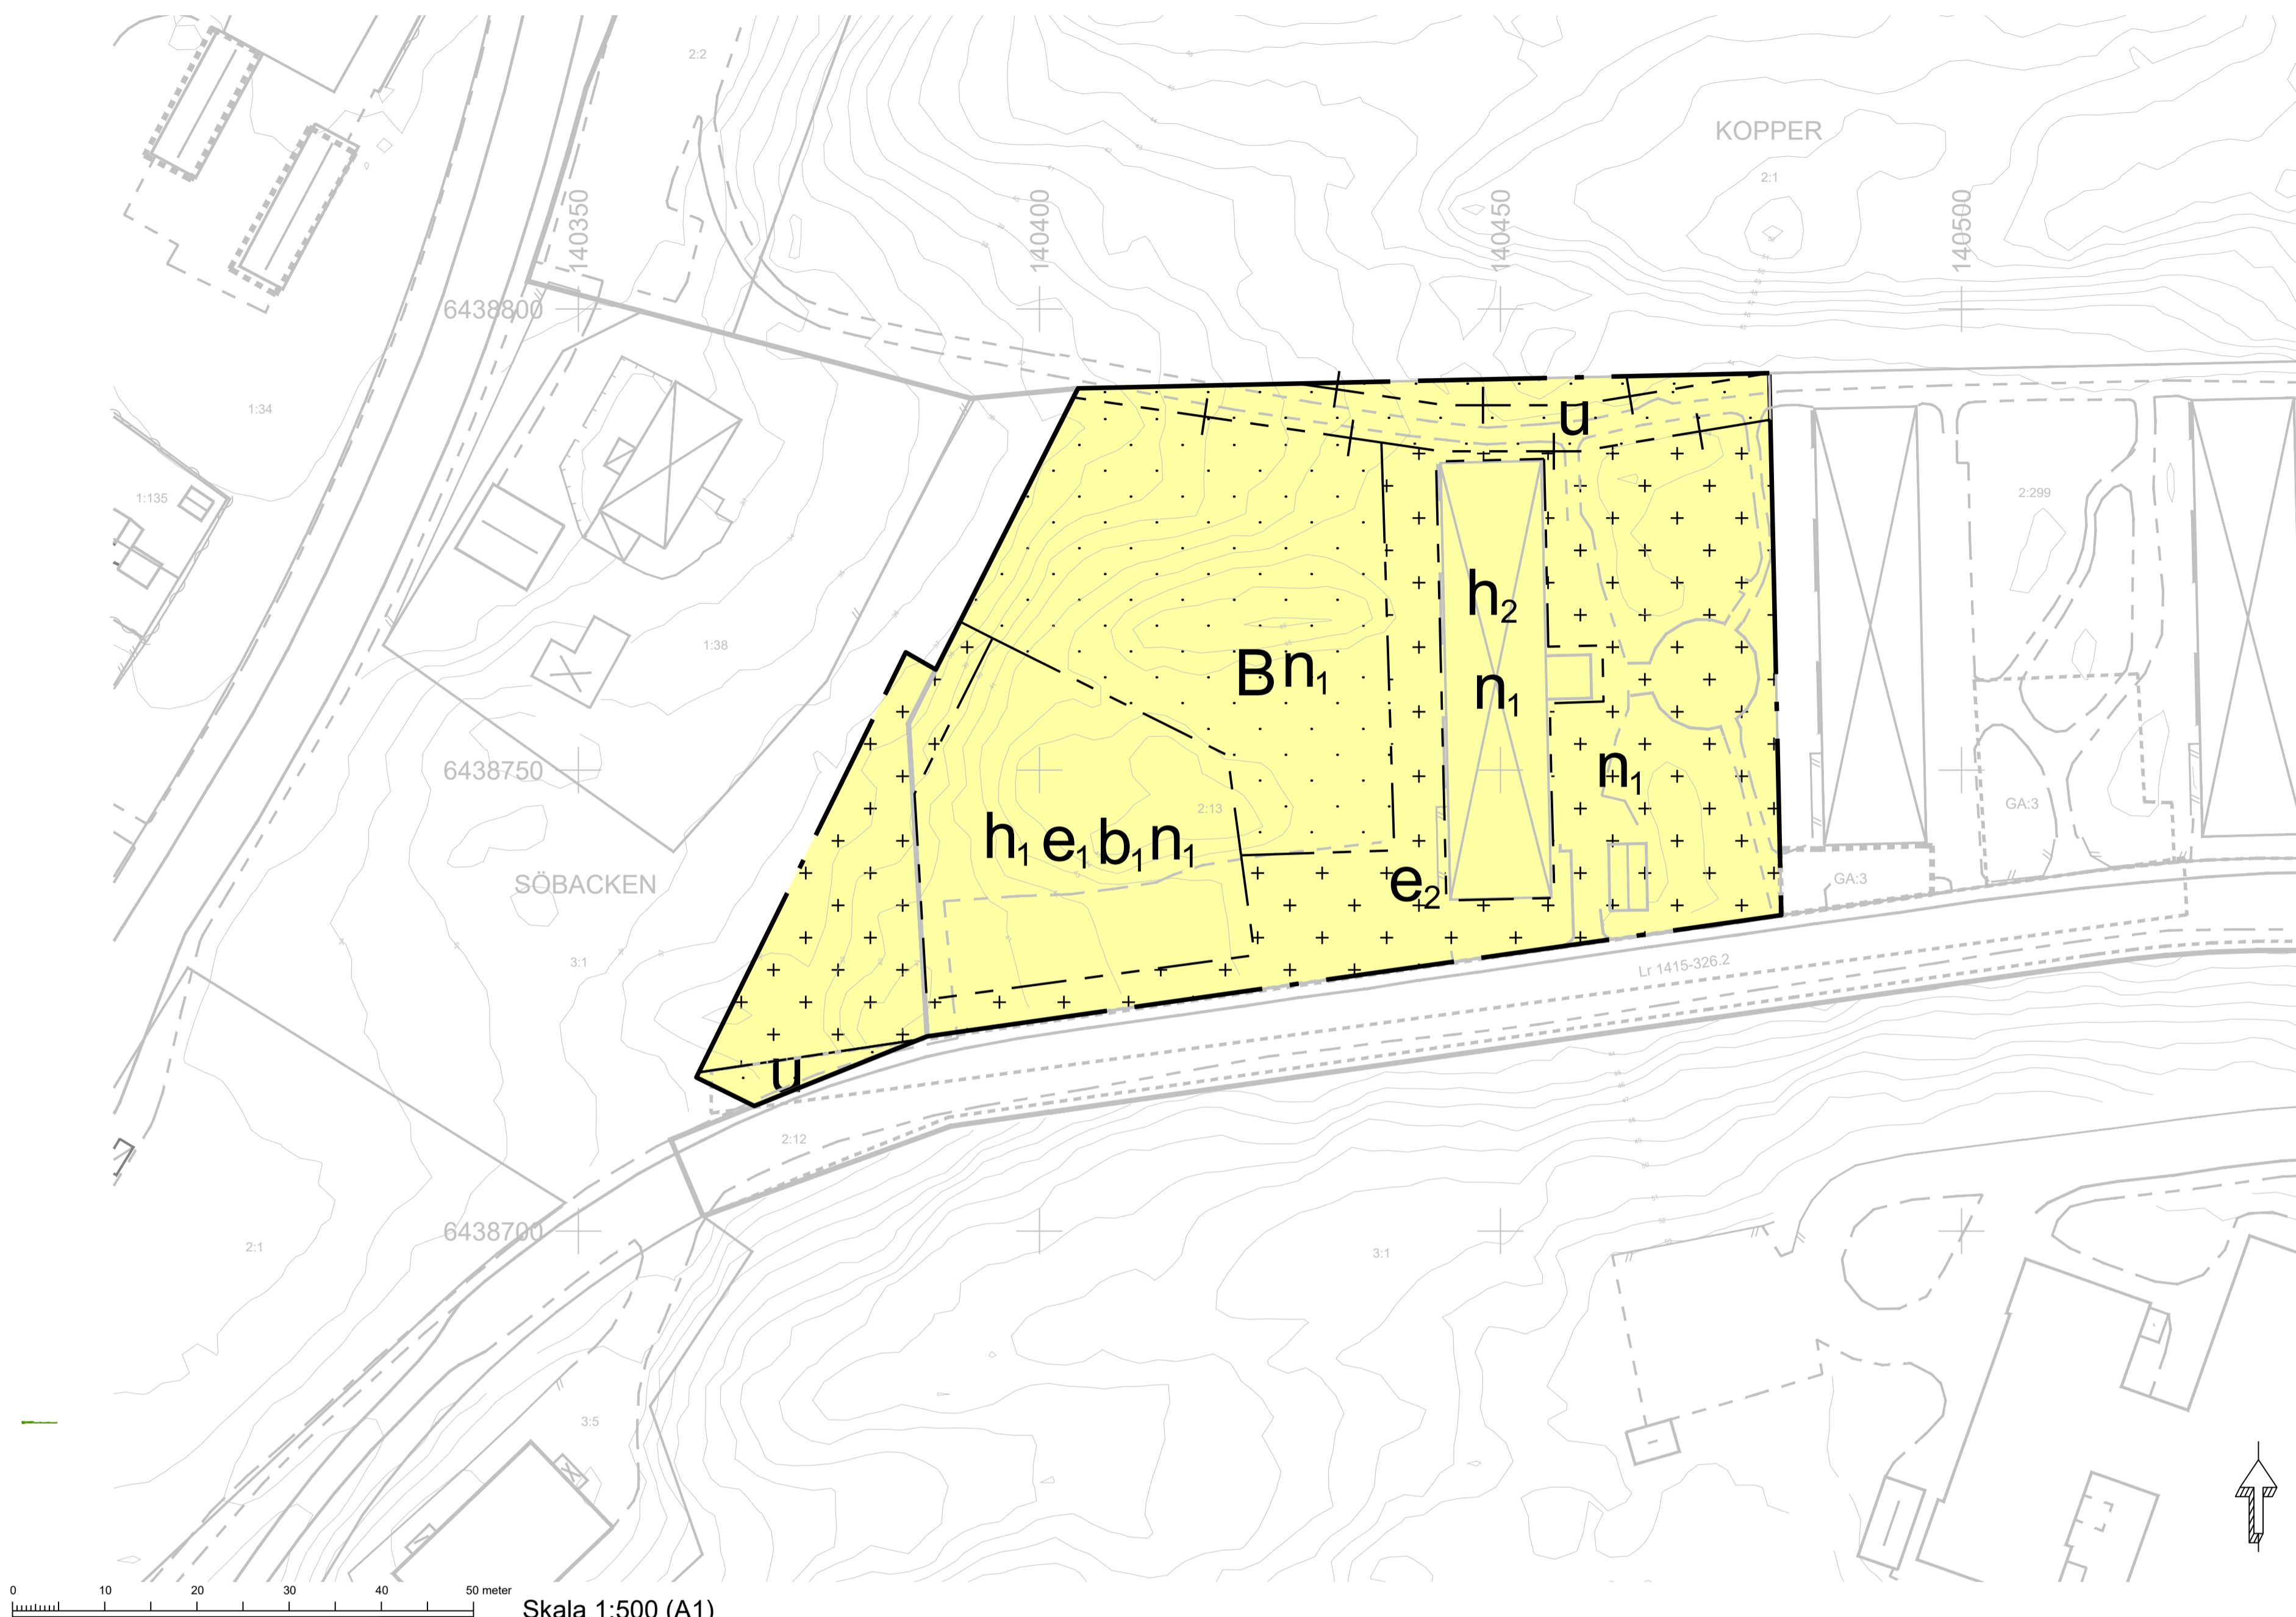 2:2
KOPPER
2:1
140350
140400
140450
140500
6438800
1:34
u
1:135
2:299
h2
1:38
B n1
n1
6438750
n1
2:13
GA:3
h1 e1 b1 n1
SÖBACKEN
e2
GA:3
3:1
Lr 1415-326.2
u
2:12
6438700
2:1
3:1
3:5
0 10 20 30 40 50 meter
Skala 1:500 (A1)